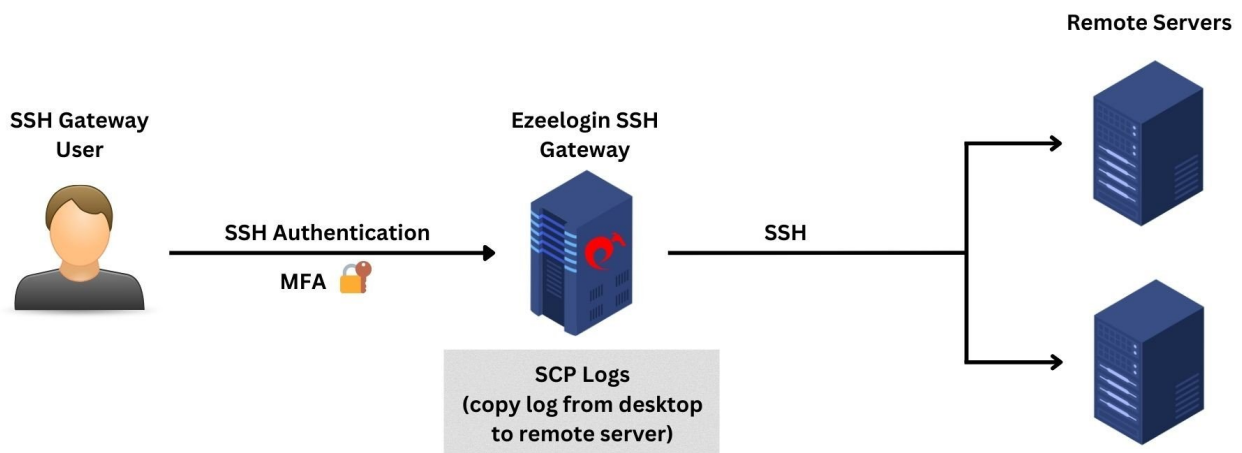 Remote Servers
SSH Gateway
User
Ezeelogin SSH
Gateway
SSH Authentication
MFA
SSH
SCP Logs
(copy log from desktop
to remote server)